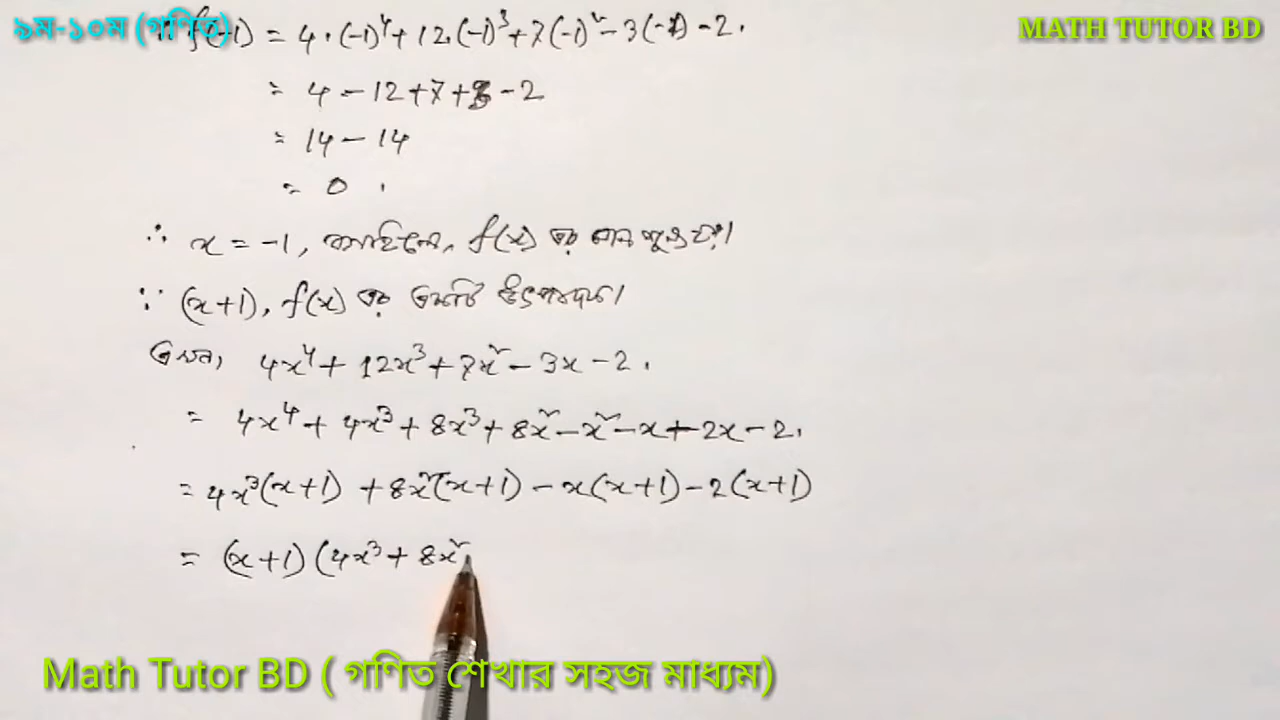 ৯ম-১০ম (গণিত)
MATH TUTOR BD
f(-1) = 4·(-1)⁴ + 12·(-1)³ + 7(-1)² - 3(-1) - 2.
= 4 - 12 + 7 + 3 - 2
= 14 - 14
= 0.
∴ x = -1, বসাইলে, f(x) এর মান শূন্য হয়।
∵ (x+1), f(x) এর একটি উৎপাদক।
এখন, 4x⁴ + 12x³ + 7x² - 3x - 2.
= 4x⁴ + 4x³ + 8x³ + 8x² - x² - x - 2x - 2.
= 4x³(x+1) + 8x²(x+1) - x(x+1) - 2(x+1)
= (x+1)(4x³ + 8x²
Math Tutor BD ( গণিত শেখার সহজ মাধ্যম)